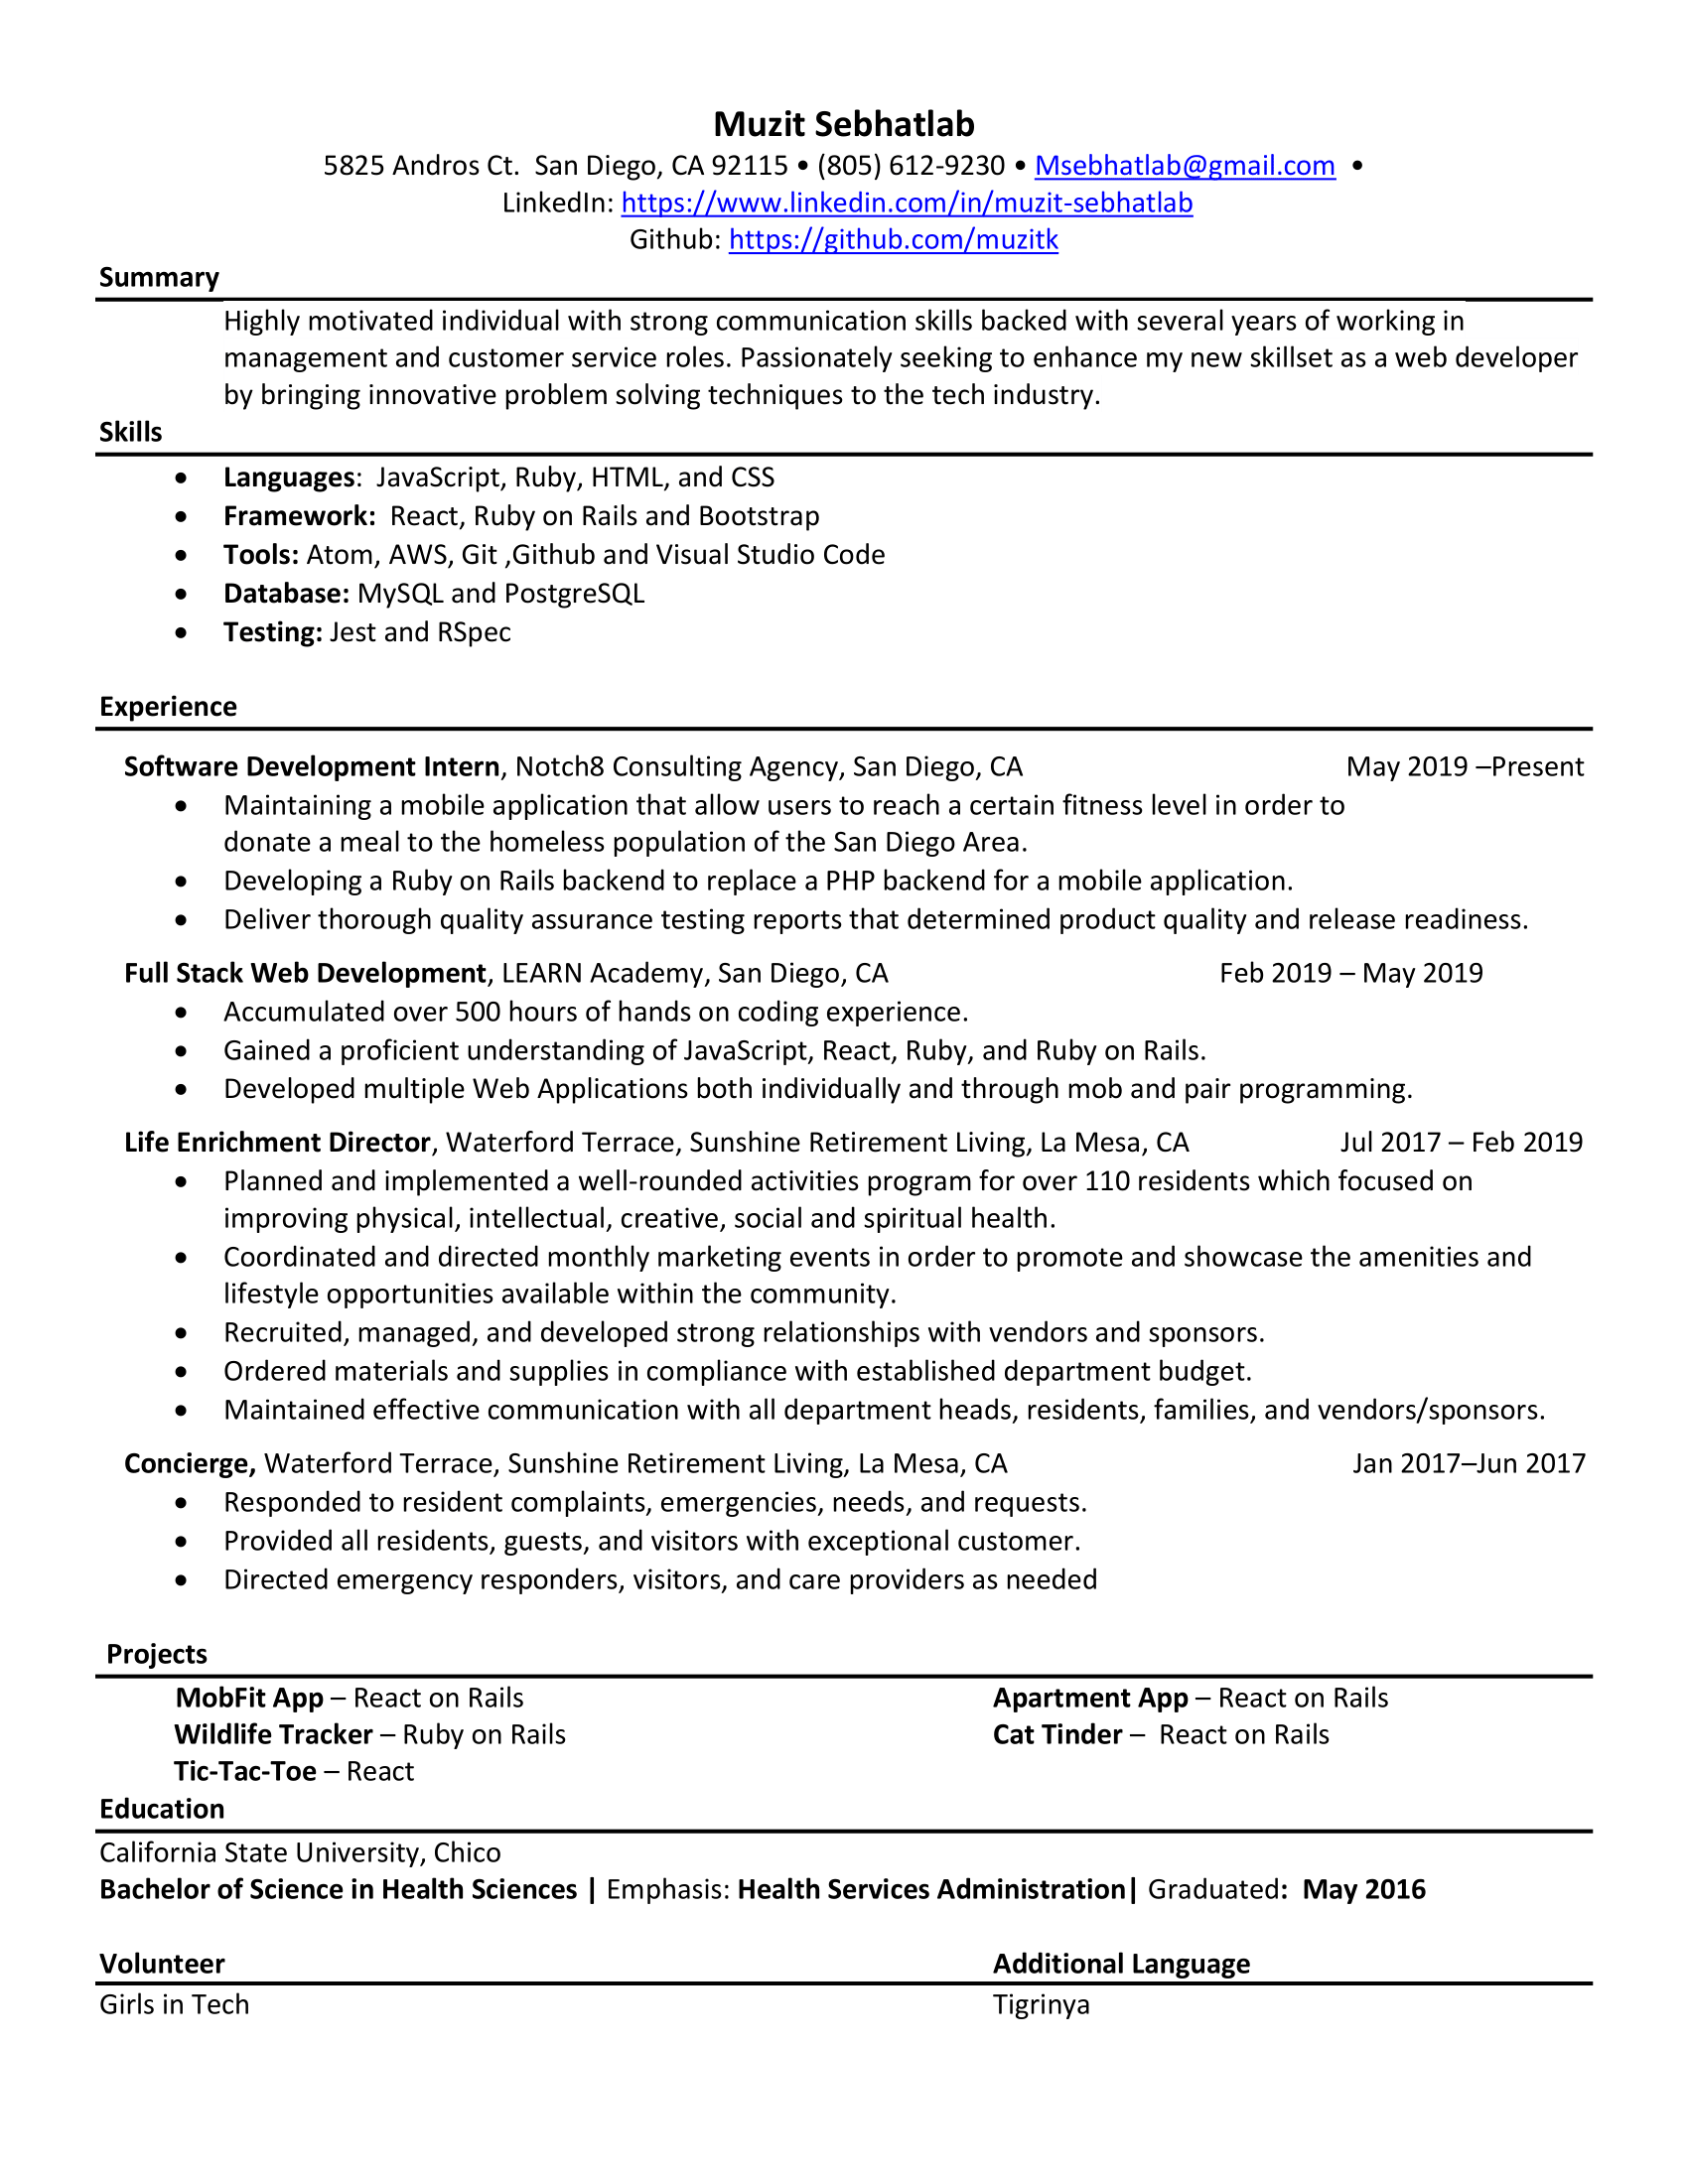 Muzit Sebhatlab
5825 Andros Ct.  San Diego, CA 92115 • (805) 612-9230 • Msebhatlab@gmail.com  •
LinkedIn: https://www.linkedin.com/in/muzit-sebhatlab
Github: https://github.com/muzitk
Summary
Highly motivated individual with strong communication skills backed with several years of working in
management and customer service roles. Passionately seeking to enhance my new skillset as a web developer
by bringing innovative problem solving techniques to the tech industry.
Skills
• Languages:  JavaScript, Ruby, HTML, and CSS
• Framework:  React, Ruby on Rails and Bootstrap
• Tools: Atom, AWS, Git ,Github and Visual Studio Code
• Database: MySQL and PostgreSQL
• Testing: Jest and RSpec
Experience
Software Development Intern, Notch8 Consulting Agency, San Diego, CA May 2019 –Present
• Maintaining a mobile application that allow users to reach a certain fitness level in order to
donate a meal to the homeless population of the San Diego Area.
• Developing a Ruby on Rails backend to replace a PHP backend for a mobile application.
• Deliver thorough quality assurance testing reports that determined product quality and release readiness.
Full Stack Web Development, LEARN Academy, San Diego, CA Feb 2019 – May 2019
• Accumulated over 500 hours of hands on coding experience.
• Gained a proficient understanding of JavaScript, React, Ruby, and Ruby on Rails.
• Developed multiple Web Applications both individually and through mob and pair programming.
Life Enrichment Director, Waterford Terrace, Sunshine Retirement Living, La Mesa, CA Jul 2017 – Feb 2019
• Planned and implemented a well-rounded activities program for over 110 residents which focused on
improving physical, intellectual, creative, social and spiritual health.
• Coordinated and directed monthly marketing events in order to promote and showcase the amenities and
lifestyle opportunities available within the community.
• Recruited, managed, and developed strong relationships with vendors and sponsors.
• Ordered materials and supplies in compliance with established department budget.
• Maintained effective communication with all department heads, residents, families, and vendors/sponsors.
Concierge, Waterford Terrace, Sunshine Retirement Living, La Mesa, CA Jan 2017–Jun 2017
• Responded to resident complaints, emergencies, needs, and requests.
• Provided all residents, guests, and visitors with exceptional customer.
• Directed emergency responders, visitors, and care providers as needed
Projects
MobFit App – React on Rails Apartment App – React on Rails
Wildlife Tracker – Ruby on Rails Cat Tinder –  React on Rails
Tic-Tac-Toe – React
Education
California State University, Chico
Bachelor of Science in Health Sciences | Emphasis: Health Services Administration| Graduated:  May 2016
Volunteer Additional Language
Girls in Tech Tigrinya